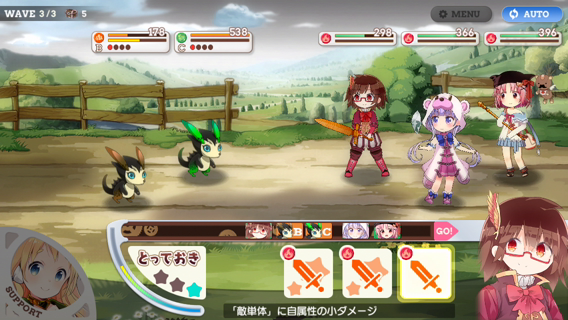 WAVE 3/3 5
MENU
AUTO
B 178
C 538
298
366
396
B C GO!
とっておき
SUPPORT
「敵単体」に自属性の小ダメージ